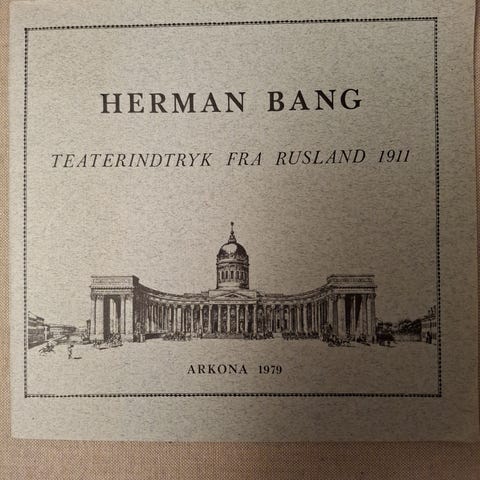 HERMAN BANG
TEATERINDTRYK FRA RUSLAND 1911
ARKONA 1979